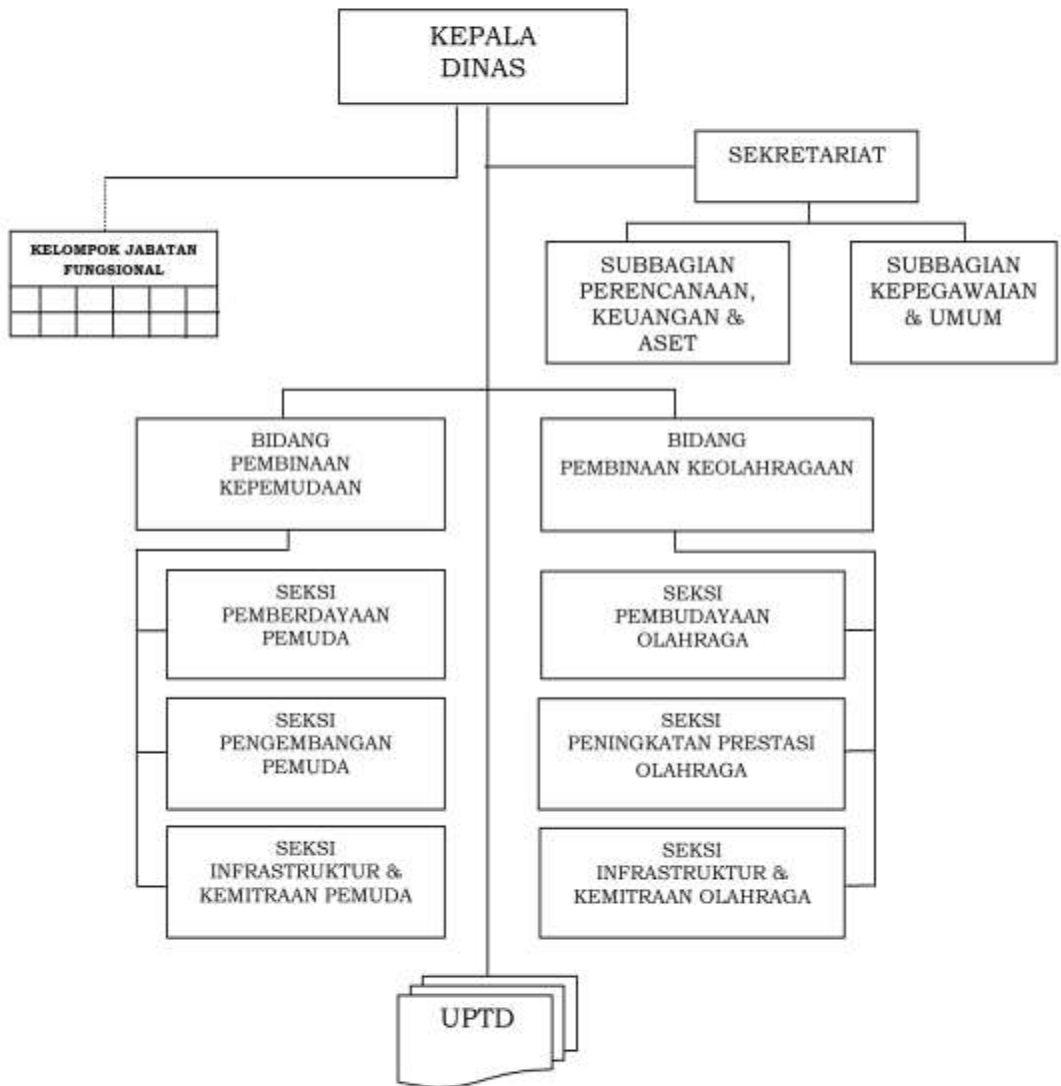 KEPALA
DINAS
SEKRETARIAT
KELOMPOK JABATAN
FUNGSIONAL
SUBBAGIAN
PERENCANAAN,
KEUANGAN &
ASET
SUBBAGIAN
KEPEGAWAIAN
& UMUM
BIDANG
PEMBINAAN
KEPEMUDAAN
BIDANG
PEMBINAAN KEOLAHRAGAAN
SEKSI
PEMBERDAYAAN
PEMUDA
SEKSI
PEMBUDAYAAN
OLAHRAGA
SEKSI
PENGEMBANGAN
PEMUDA
SEKSI
PENINGKATAN PRESTASI
OLAHRAGA
SEKSI
INFRASTRUKTUR &
KEMITRAAN PEMUDA
SEKSI
INFRASTRUKTUR &
KEMITRAAN OLAHRAGA
UPTD